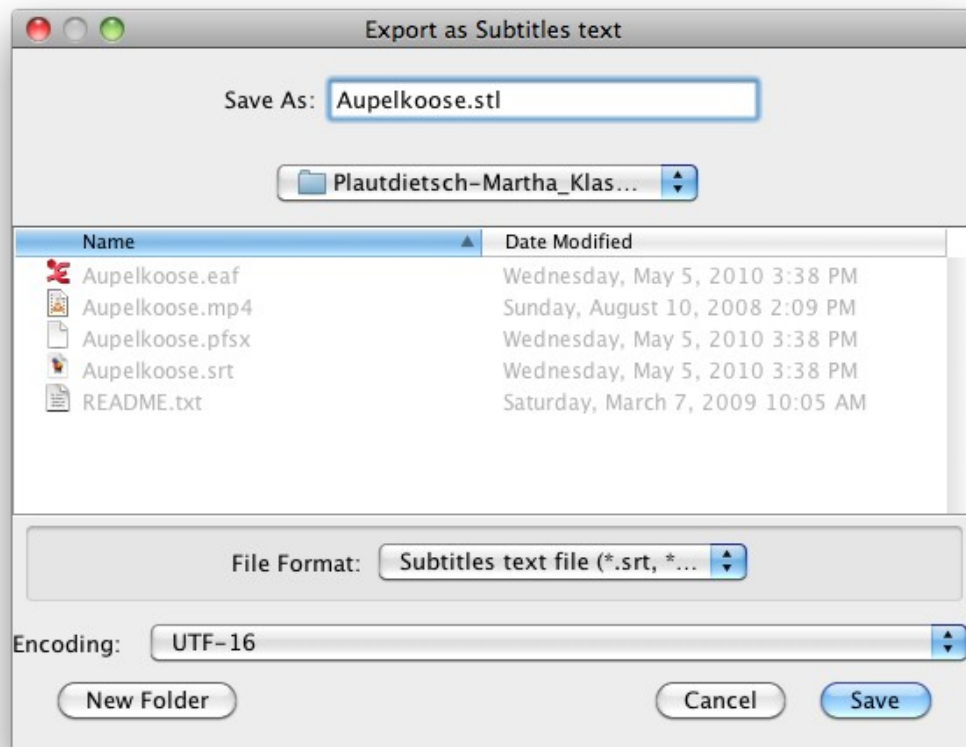 Export as Subtitles text
Save As: Aupelkoose.stl
Plautdietsch-Martha_Klas...
Name Date Modified
Aupelkoose.eaf Wednesday, May 5, 2010 3:38 PM
Aupelkoose.mp4 Sunday, August 10, 2008 2:09 PM
Aupelkoose.pfsx Wednesday, May 5, 2010 3:38 PM
Aupelkoose.srt Wednesday, May 5, 2010 3:38 PM
README.txt Saturday, March 7, 2009 10:05 AM
File Format: Subtitles text file (*.srt, *...
Encoding: UTF-16
New Folder Cancel Save